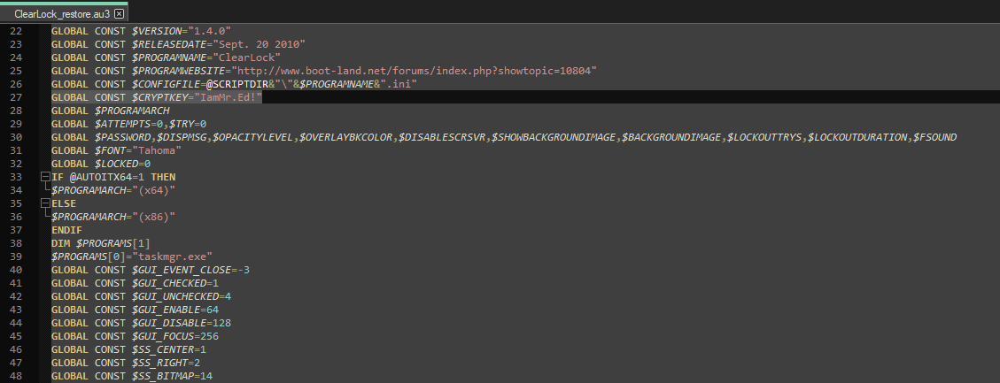 ClearLock_restore.au3
22 GLOBAL CONST $VERSION="1.4.0"
23 GLOBAL CONST $RELEASEDATE="Sept. 20 2010"
24 GLOBAL CONST $PROGRAMNAME="ClearLock"
25 GLOBAL CONST $PROGRAMWEBSITE="http://www.boot-land.net/forums/index.php?showtopic=10804"
26 GLOBAL CONST $CONFIGFILE=@SCRIPTDIR&"\"&$PROGRAMNAME&".ini"
27 GLOBAL CONST $CRYPTKEY="IamMr.Ed!"
28 GLOBAL $PROGRAMARCH
29 GLOBAL $ATTEMPTS=0,$TRY=0
30 GLOBAL $PASSWORD,$DISPMSG,$OPACITYLEVEL,$OVERLAYBKCOLOR,$DISABLESCRSVR,$SHOWBACKGROUNDIMAGE,$BACKGROUNDIMAGE,$LOCKOUTTRYS,$LOCKOUTDURATION,$FSOUND
31 GLOBAL $FONT="Tahoma"
32 GLOBAL $LOCKED=0
33 IF @AUTOITX64=1 THEN
34 $PROGRAMARCH="(x64)"
35 ELSE
36 $PROGRAMARCH="(x86)"
37 ENDIF
38 DIM $PROGRAMS[1]
39 $PROGRAMS[0]="taskmgr.exe"
40 GLOBAL CONST $GUI_EVENT_CLOSE=-3
41 GLOBAL CONST $GUI_CHECKED=1
42 GLOBAL CONST $GUI_UNCHECKED=4
43 GLOBAL CONST $GUI_ENABLE=64
44 GLOBAL CONST $GUI_DISABLE=128
45 GLOBAL CONST $GUI_FOCUS=256
46 GLOBAL CONST $SS_CENTER=1
47 GLOBAL CONST $SS_RIGHT=2
48 GLOBAL CONST $SS_BITMAP=14